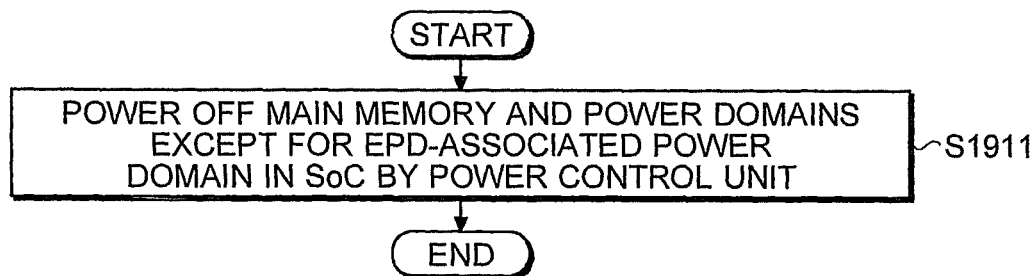 START
POWER OFF MAIN MEMORY AND POWER DOMAINS
EXCEPT FOR EPD-ASSOCIATED POWER
DOMAIN IN SoC BY POWER CONTROL UNIT
S1911
END